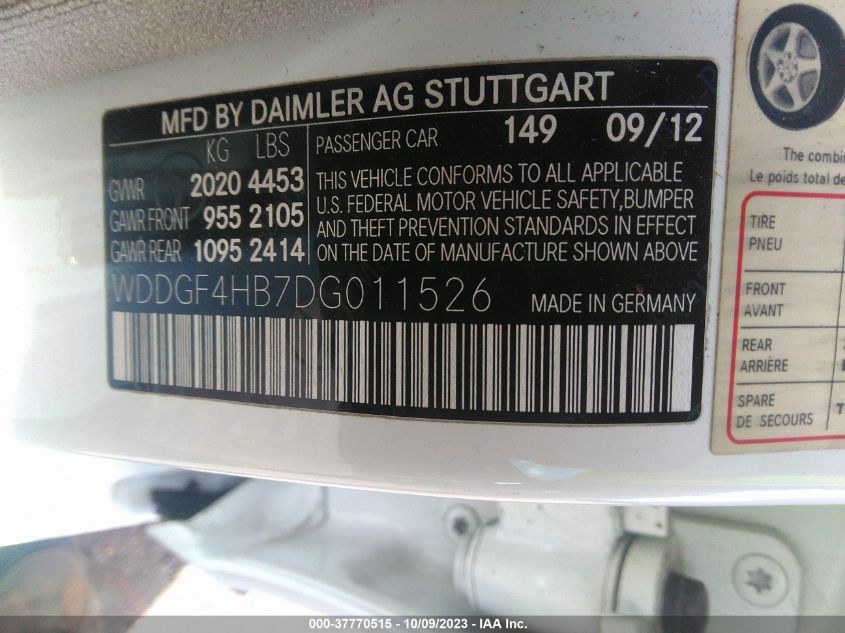 MFD BY DAIMLER AG STUTTGART
KG LBS
GVWR 2020 4453
GAWR FRONT 955 2105
GAWR REAR 1095 2414
PASSENGER CAR 149 09/12
THIS VEHICLE CONFORMS TO ALL APPLICABLE
U.S. FEDERAL MOTOR VEHICLE SAFETY,BUMPER
AND THEFT PREVENTION STANDARDS IN EFFECT
ON THE DATE OF MANUFACTURE SHOWN ABOVE
WDDGF4HB7DG011526
MADE IN GERMANY
The combin
Le poids total de
TIRE
PNEU
FRONT
AVANT
REAR
ARRIÈRE
SPARE
DE SECOURS
000-37770515 - 10/09/2023 - IAA Inc.